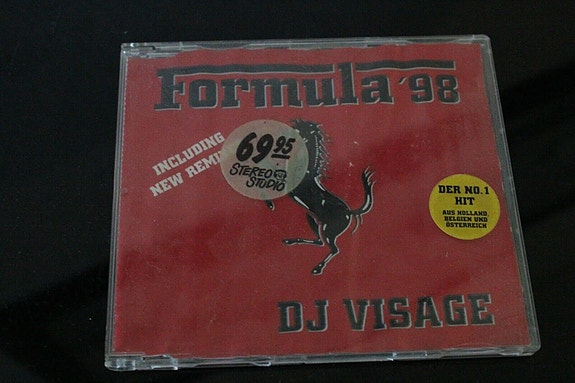 Formula '98
INCLUDING
NEW
69 95
STEREO
STUDIO
DER NO.1
HIT
AUS HOLLAND,
BELGIEN UND
ÖSTERREICH
DJ VISAGE